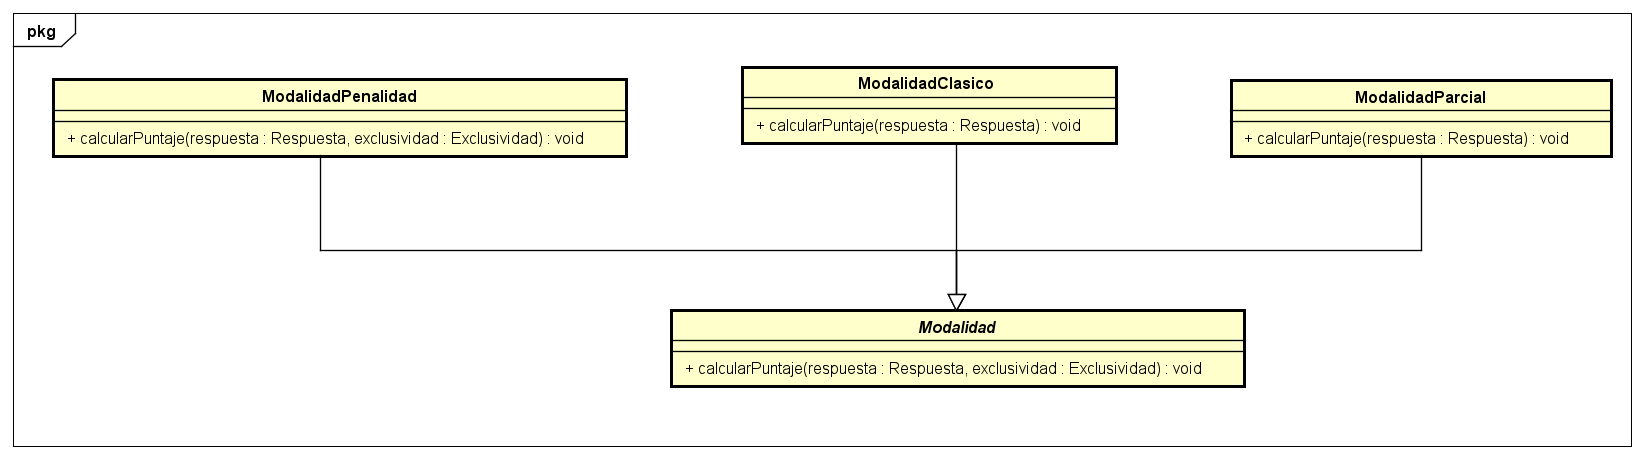 pkg
ModalidadPenalidad
+ calcularPuntaje(respuesta : Respuesta, exclusividad : Exclusividad) : void
ModalidadClasico
+ calcularPuntaje(respuesta : Respuesta) : void
ModalidadParcial
+ calcularPuntaje(respuesta : Respuesta) : void
Modalidad
+ calcularPuntaje(respuesta : Respuesta, exclusividad : Exclusividad) : void